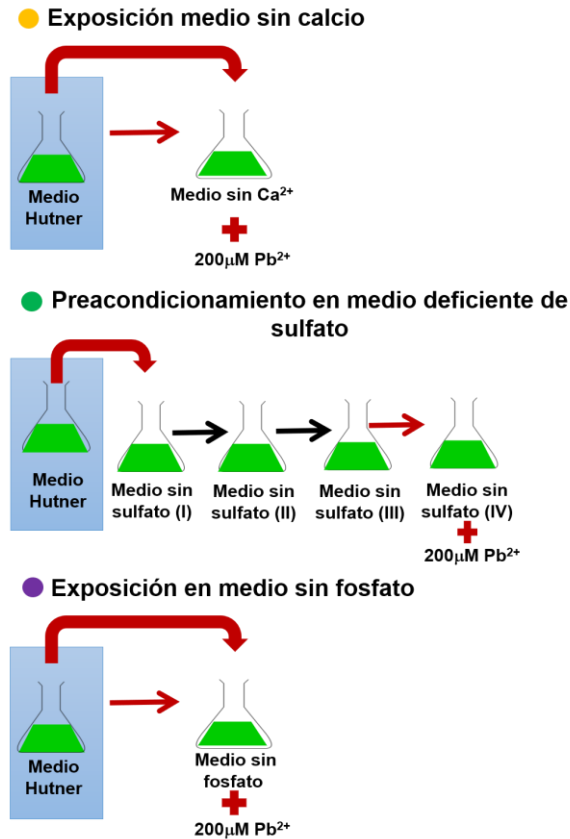 Exposición medio sin calcio
Medio
Hutner
Medio sin Ca²⁺
200µM Pb²⁺
Preacondicionamiento en medio deficiente de
sulfato
Medio
Hutner
Medio sin
sulfato (I)
Medio sin
sulfato (II)
Medio sin
sulfato (III)
Medio sin
sulfato (IV)
200µM Pb²⁺
Exposición en medio sin fosfato
Medio
Hutner
Medio sin
fosfato
200µM Pb²⁺